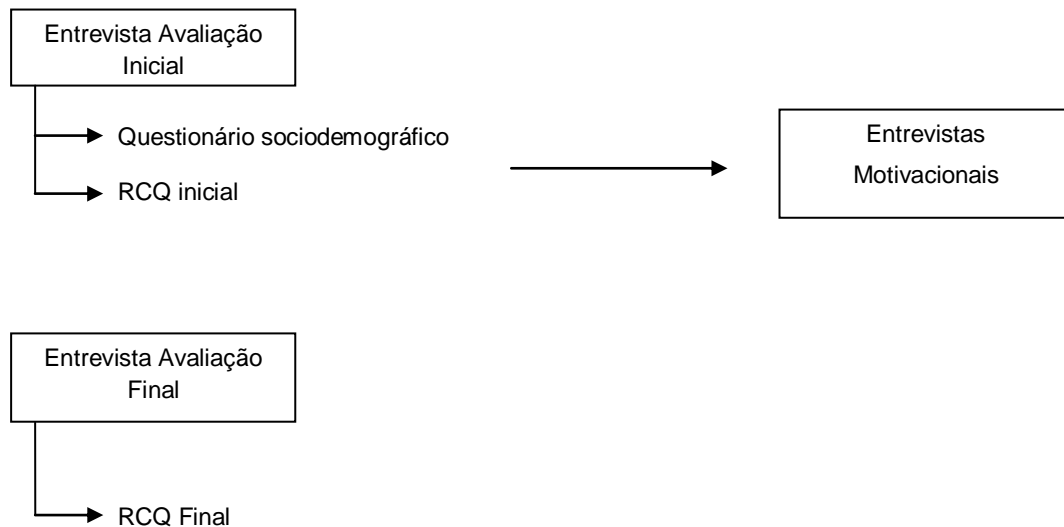 Entrevista Avaliação
Inicial
Questionário sociodemográfico
RCQ inicial
Entrevistas
Motivacionais
Entrevista Avaliação
Final
RCQ Final